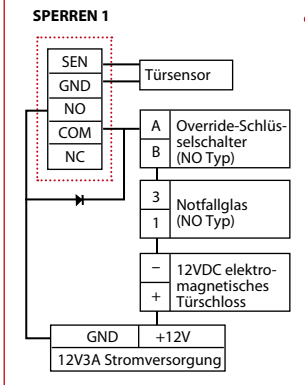 SPERREN 1
SEN
GND
NO
COM
NC
Türsensor
A
B
Override-Schlüs-
selschalter
(NO Typ)
3
1
Notfallglas
(NO Typ)
–
+
12VDC elektro-
magnetisches
Türschloss
GND +12V
12V3A Stromversorgung